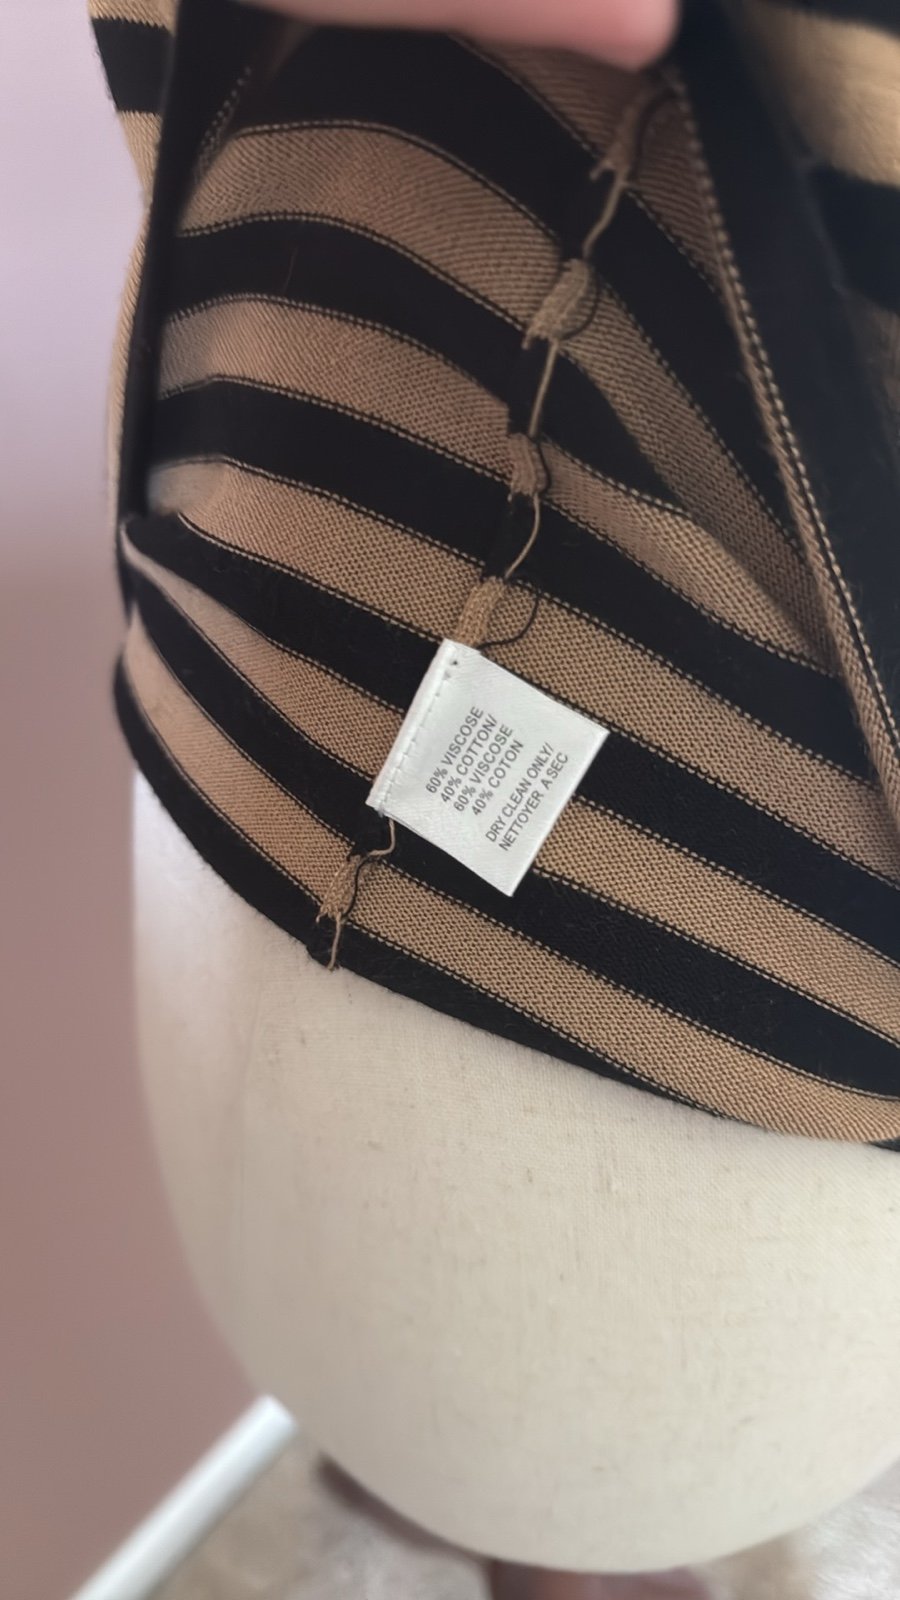 60% VISCOSE
40% COTTON/
60% VISCOSE
40% COTON
DRY CLEAN ONLY/
NETTOYER A SEC